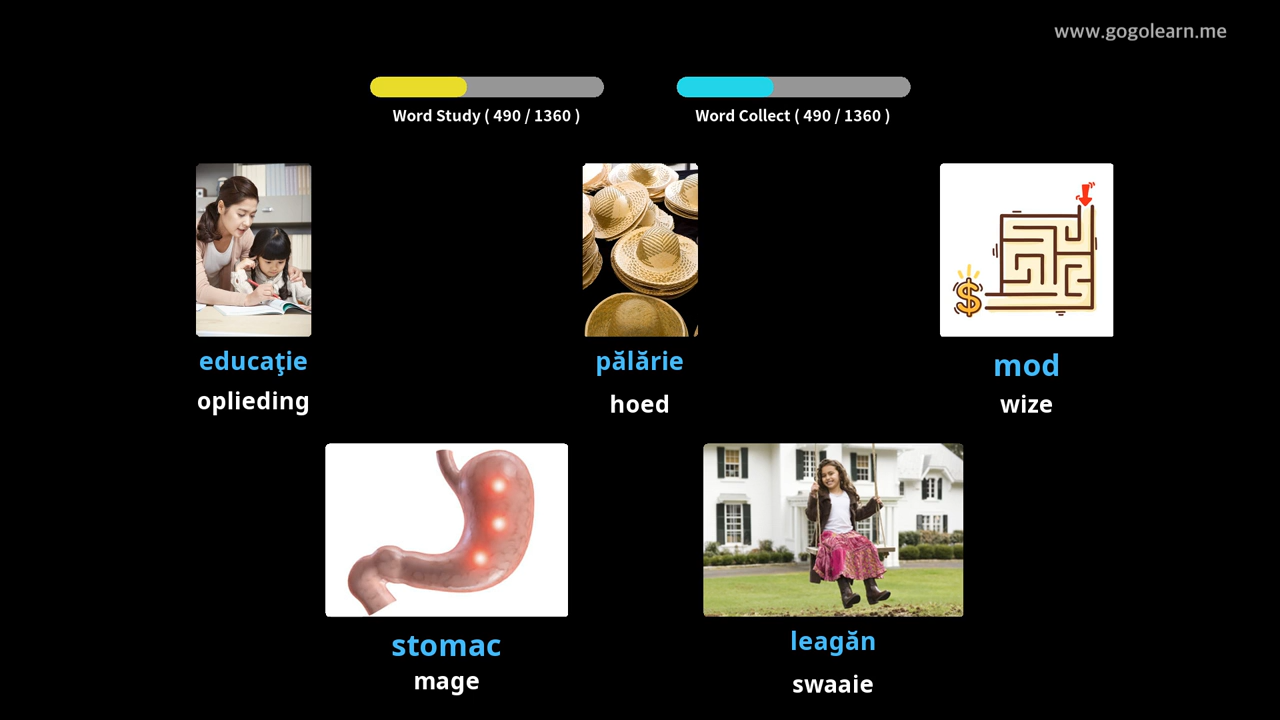 www.gogolearn.me
Word Study ( 490 / 1360 )
Word Collect ( 490 / 1360 )
educaţie
pălărie
mod
oplieding
hoed
wize
stomac
leagăn
mage
swaaie